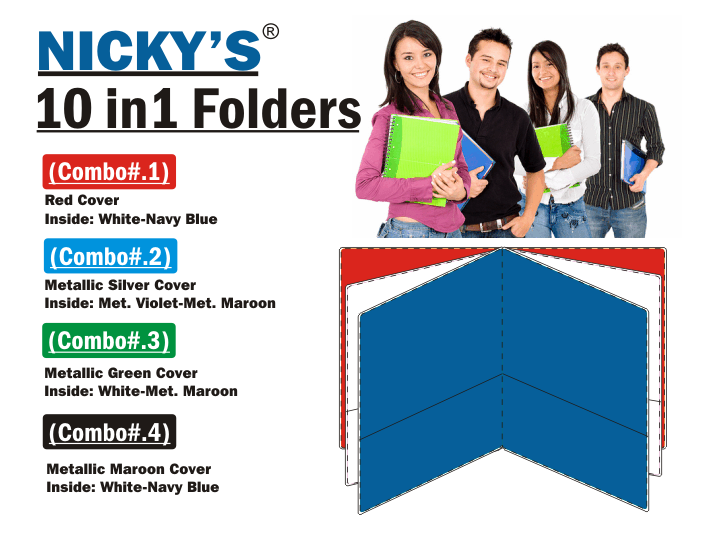 NICKY'S®
10 in1 Folders
(Combo#.1)
Red Cover
Inside: White-Navy Blue
(Combo#.2)
Metallic Silver Cover
Inside: Met. Violet-Met. Maroon
(Combo#.3)
Metallic Green Cover
Inside: White-Met. Maroon
(Combo#.4)
Metallic Maroon Cover
Inside: White-Navy Blue